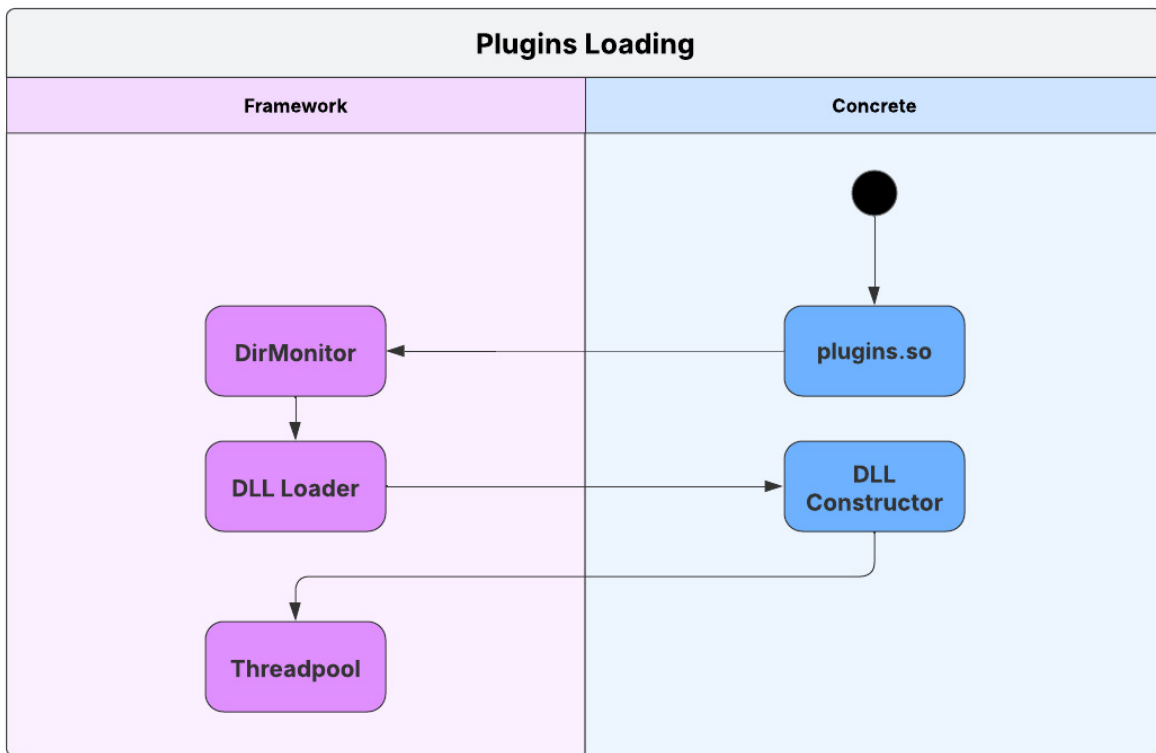 Plugins Loading
Framework
Concrete
DirMonitor
plugins.so
DLL Loader
DLL
Constructor
Threadpool